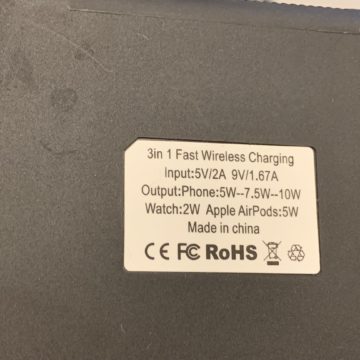 3in 1 Fast Wireless Charging
Input:5V/2A 9V/1.67A
Output:Phone:5W--7.5W--10W
Watch:2W Apple AirPods:5W
Made in china
CE FC RoHS